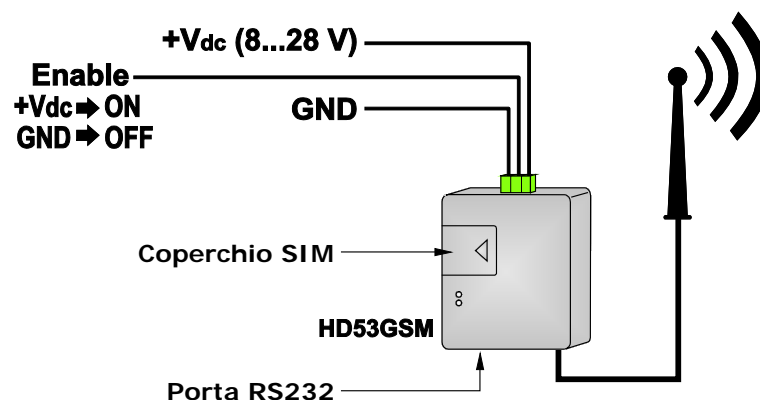 +Vdc (8...28 V)
Enable
+Vdc ➡ ON
GND ➡ OFF
GND
Coperchio SIM
HD53GSM
Porta RS232